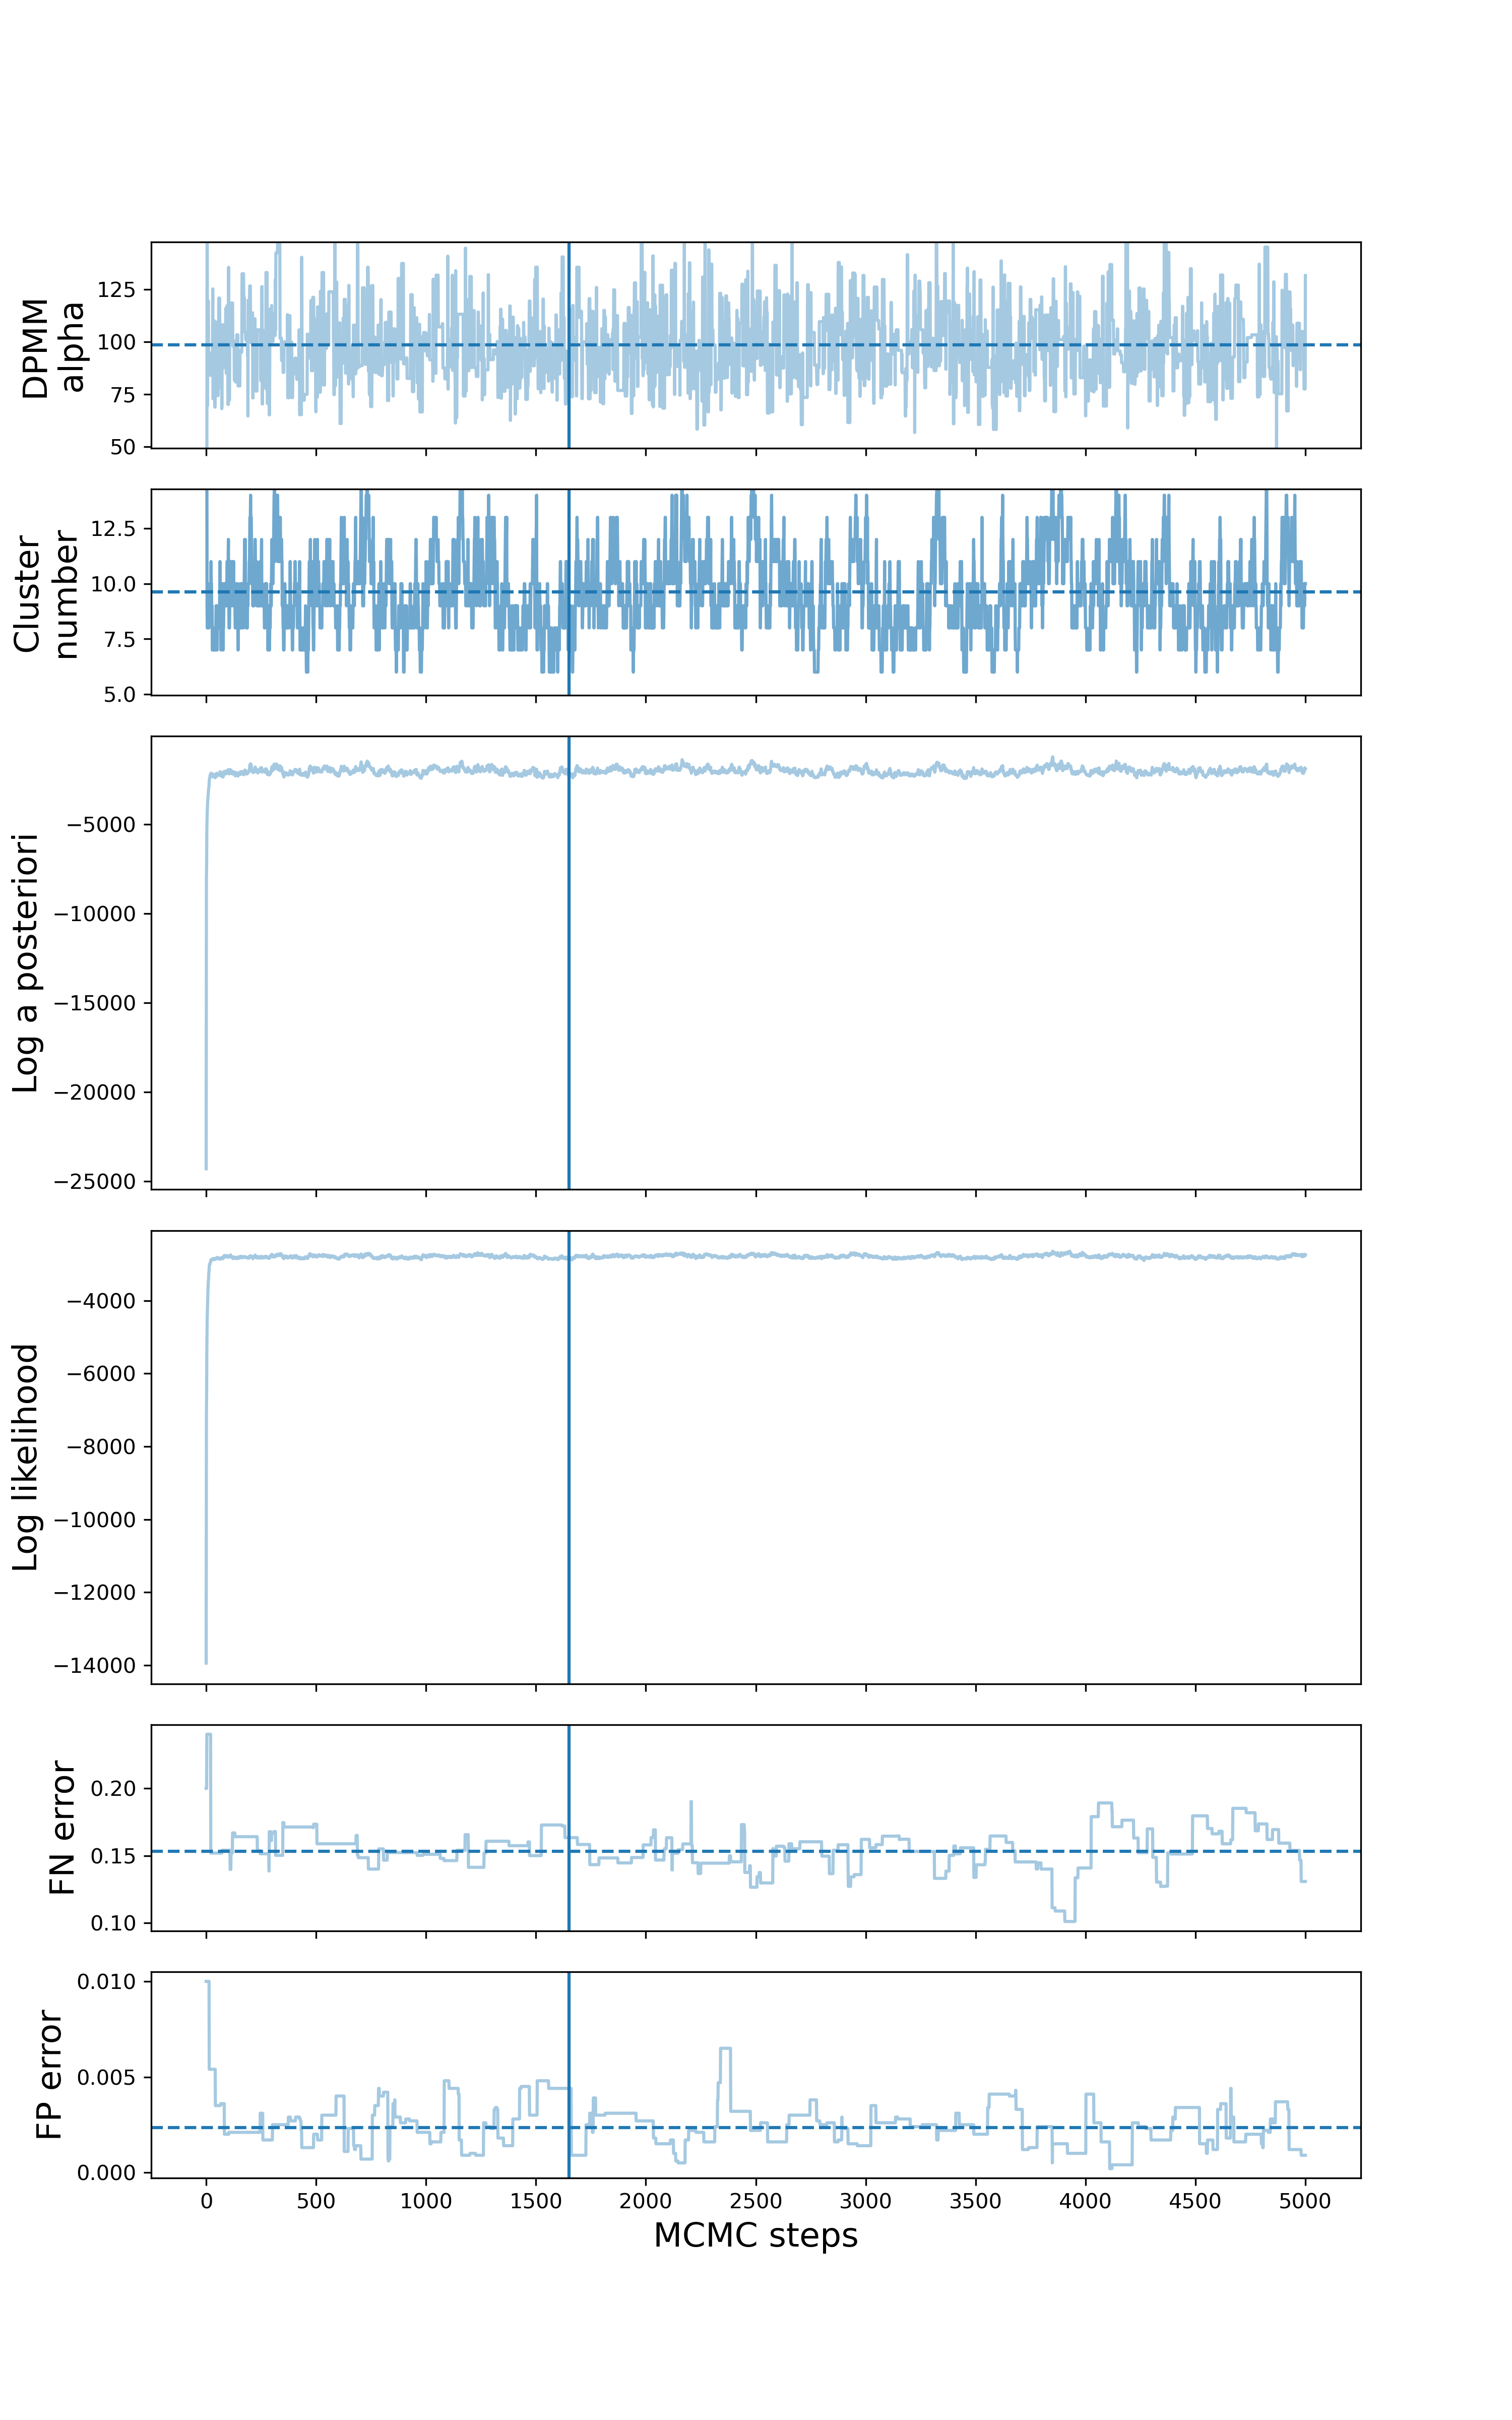 DPMM
alpha
125
100
75
50
Cluster
number
12.5
10.0
7.5
5.0
Log a posteriori
−5000
−10000
−15000
−20000
−25000
Log likelihood
−4000
−6000
−8000
−10000
−12000
−14000
FN error
0.20
0.15
0.10
FP error
0.010
0.005
0.000
0 500 1000 1500 2000 2500 3000 3500 4000 4500 5000
MCMC steps